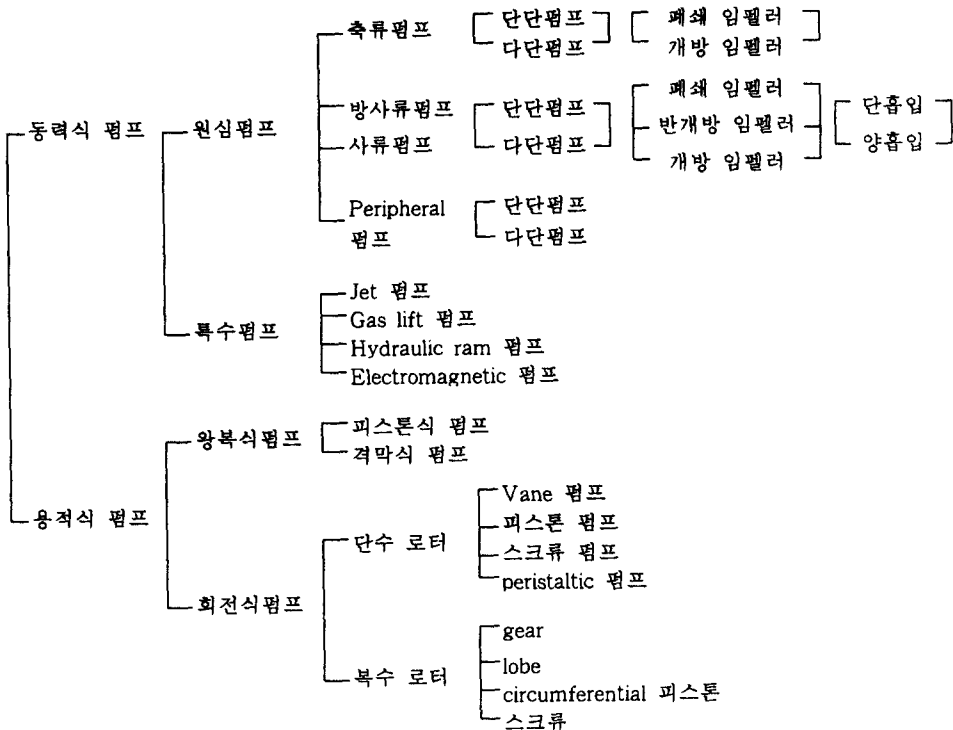 축류펌프 단단펌프 폐쇄 임펠러
다단펌프 개방 임펠러
폐쇄 임펠러
동력식 펌프 원심펌프 방사류펌프 단단펌프 반개방 임펠러 단흡입
사류펌프 다단펌프 개방 임펠러 양흡입
Peripheral 단단펌프
펌프 다단펌프
Jet 펌프
Gas lift 펌프
특수펌프
Hydraulic ram 펌프
Electromagnetic 펌프
피스톤식 펌프
왕복식펌프
격막식 펌프
Vane 펌프
용적식 펌프 피스톤 펌프
단수 로터
스크류 펌프
peristaltic 펌프
회전식펌프
gear
lobe
복수 로터
circumferential 피스톤
스크류